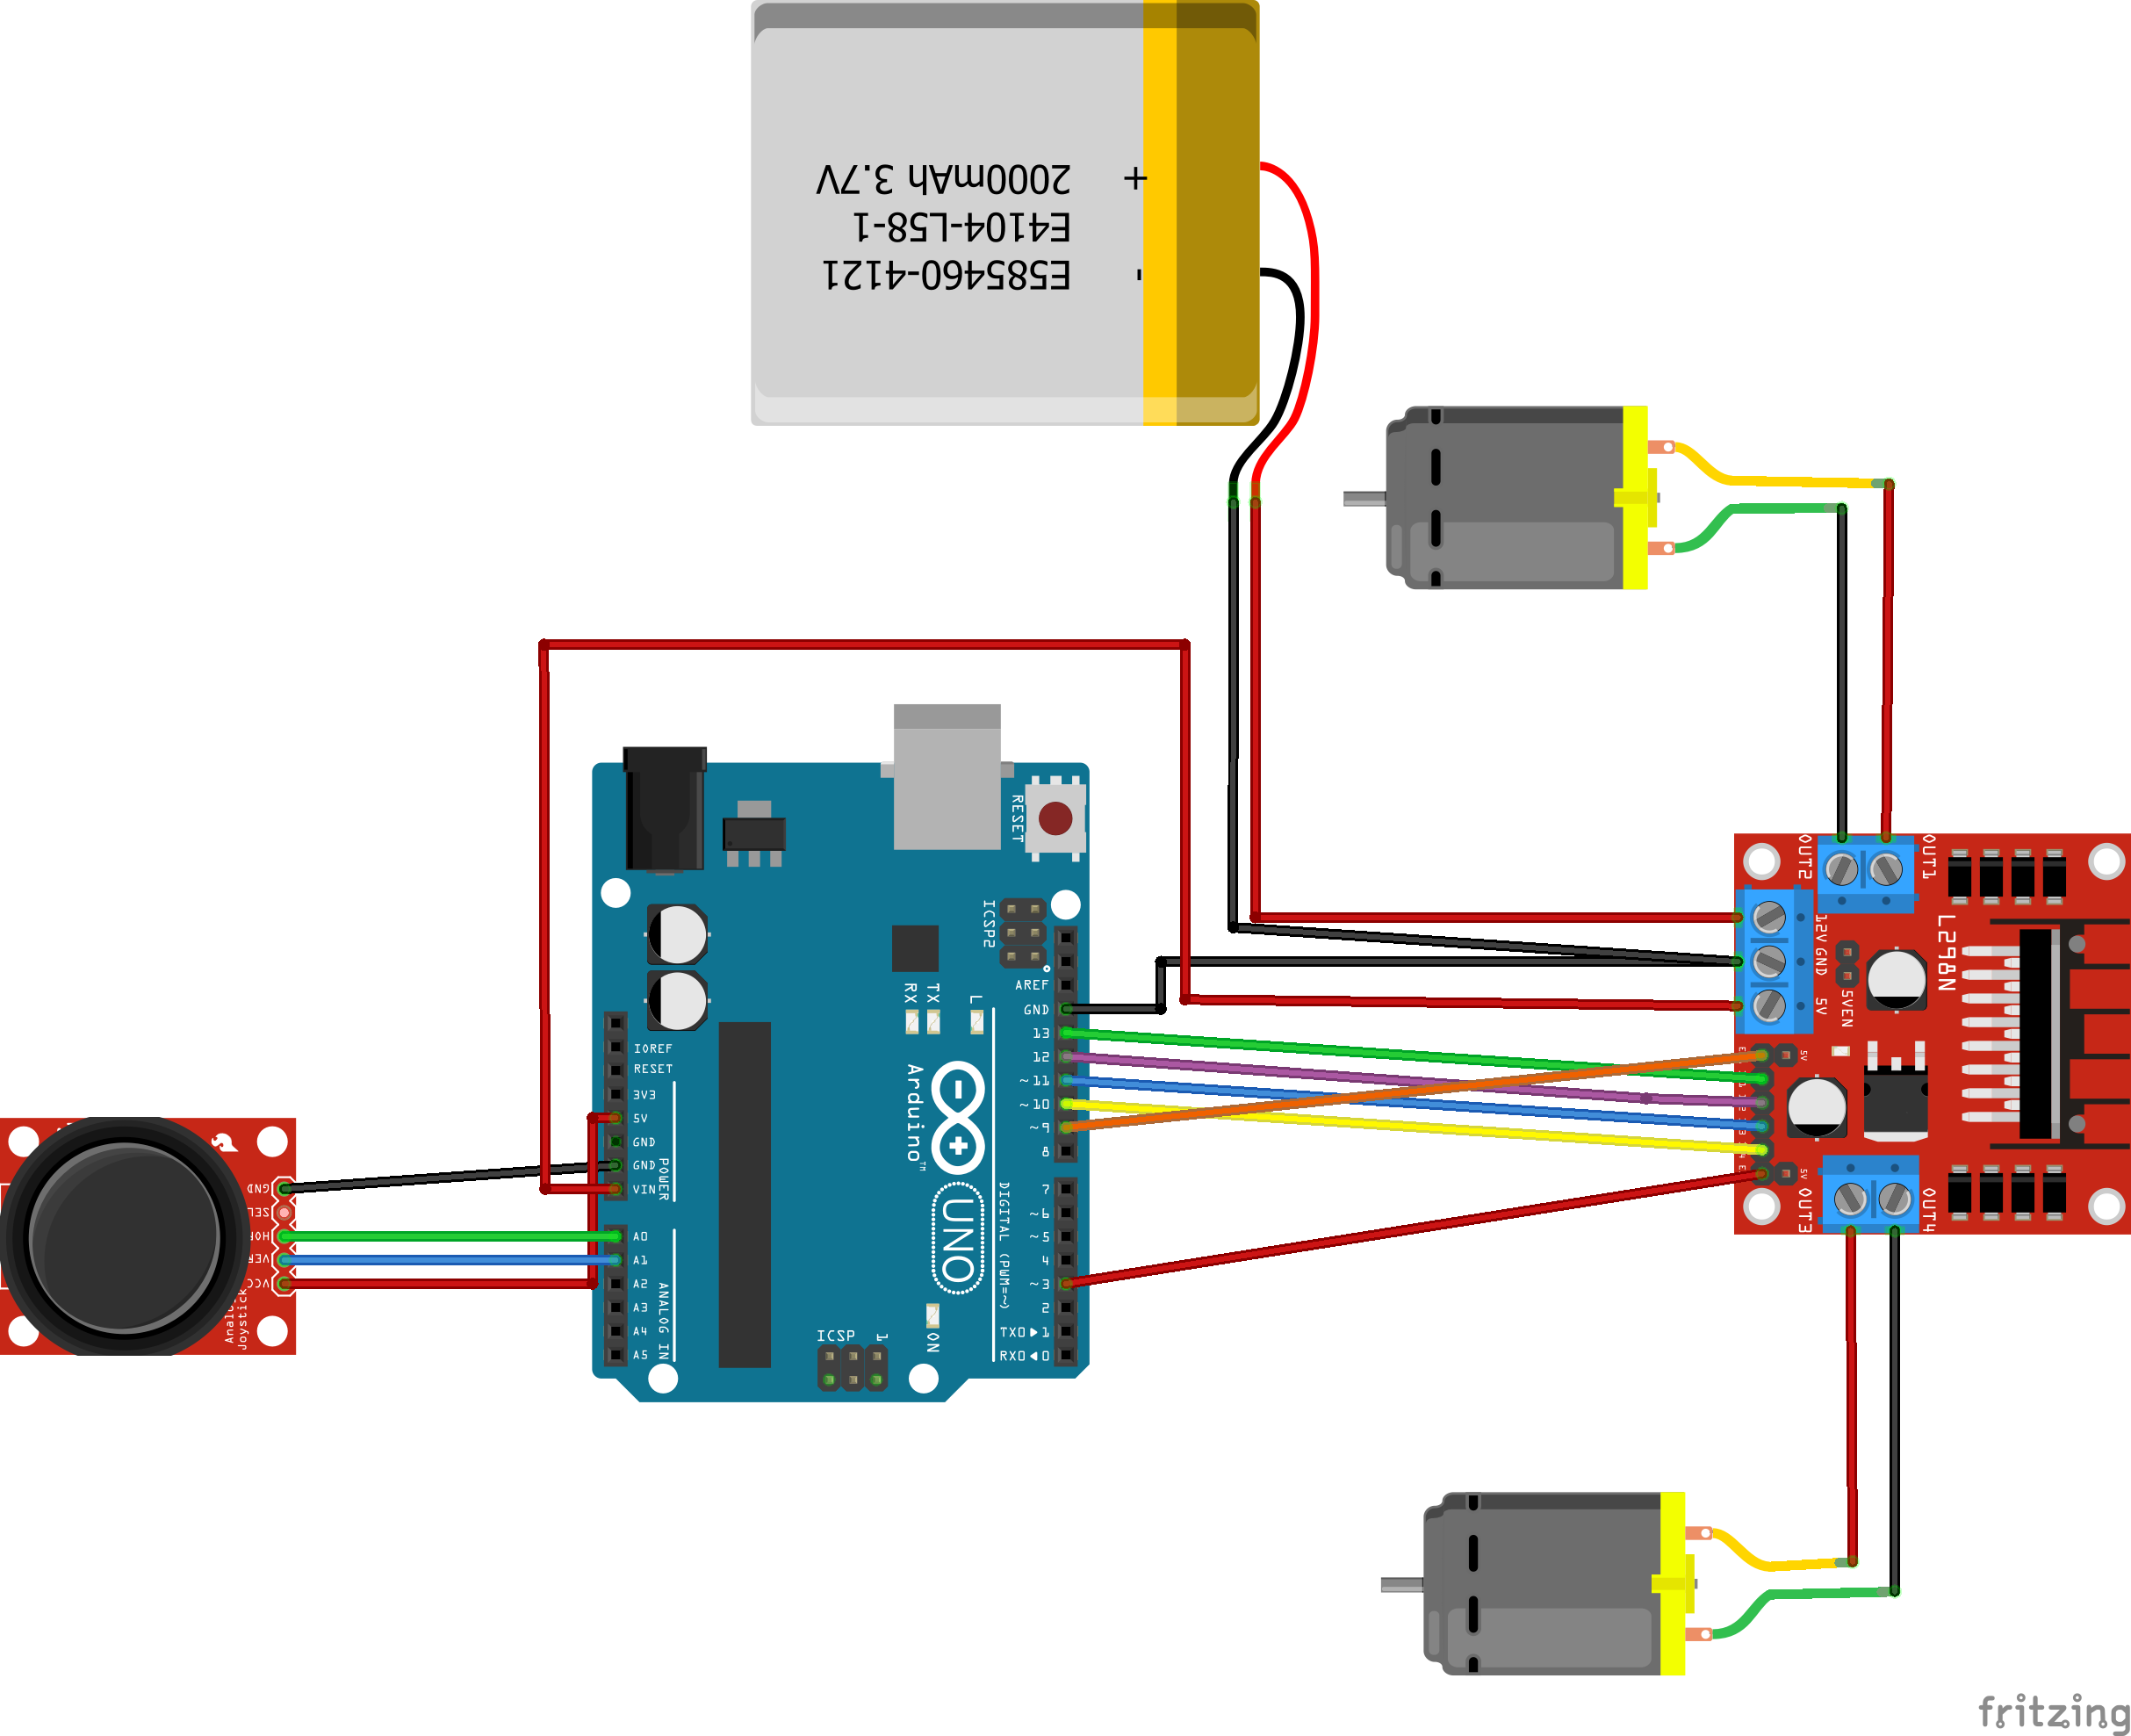 2000mAh 3.7V
+
E4104-L58-1
E585460-4121
-
RESET
ICSP2
AREF
GND
13
12
~11
~10
~9
8
7
~6
~5
4
~3
2
TX0▶1
RX0◀0
DIGITAL (PWM=~)
RX
TX
L
Arduino™
UNO
ON
ICSP
1
IOREF
RESET
3V3
5V
GND
GND
VIN
POWER
A0
A1
A2
A3
A4
A5
ANALOG IN
GND
SEL
HOR
VER
VCC
Joystick
OUT2
OUT1
12V
GND
5V
5VEN
L298N
5V
5V
OUT3
OUT4
fritzing